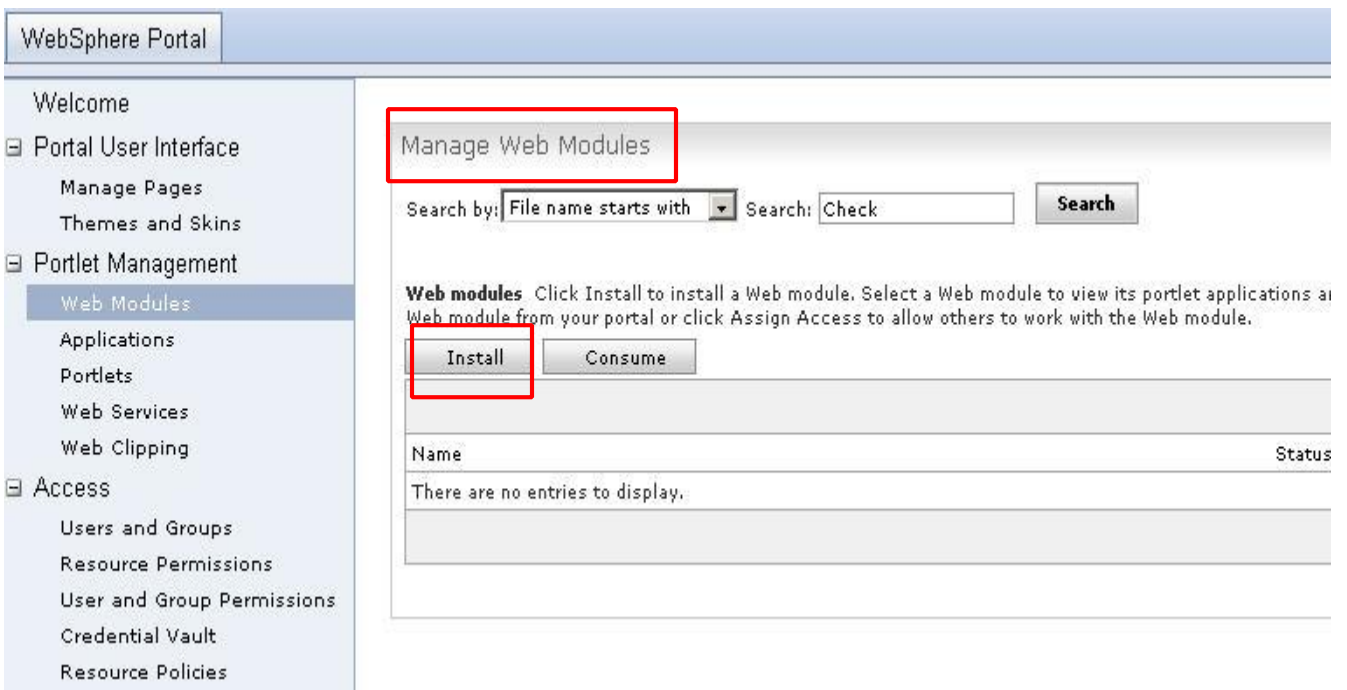 WebSphere Portal
Welcome
Portal User Interface
Manage Pages
Themes and Skins
Portlet Management
Web Modules
Applications
Portlets
Web Services
Web Clipping
Access
Users and Groups
Resource Permissions
User and Group Permissions
Credential Vault
Resource Policies
Manage Web Modules
Search by: File name starts with Search: Check Search
Web modules Click Install to install a Web module. Select a Web module to view its portlet applications
Web module from your portal or click Assign Access to allow others to work with the Web module.
Install Consume
Name Status
There are no entries to display.